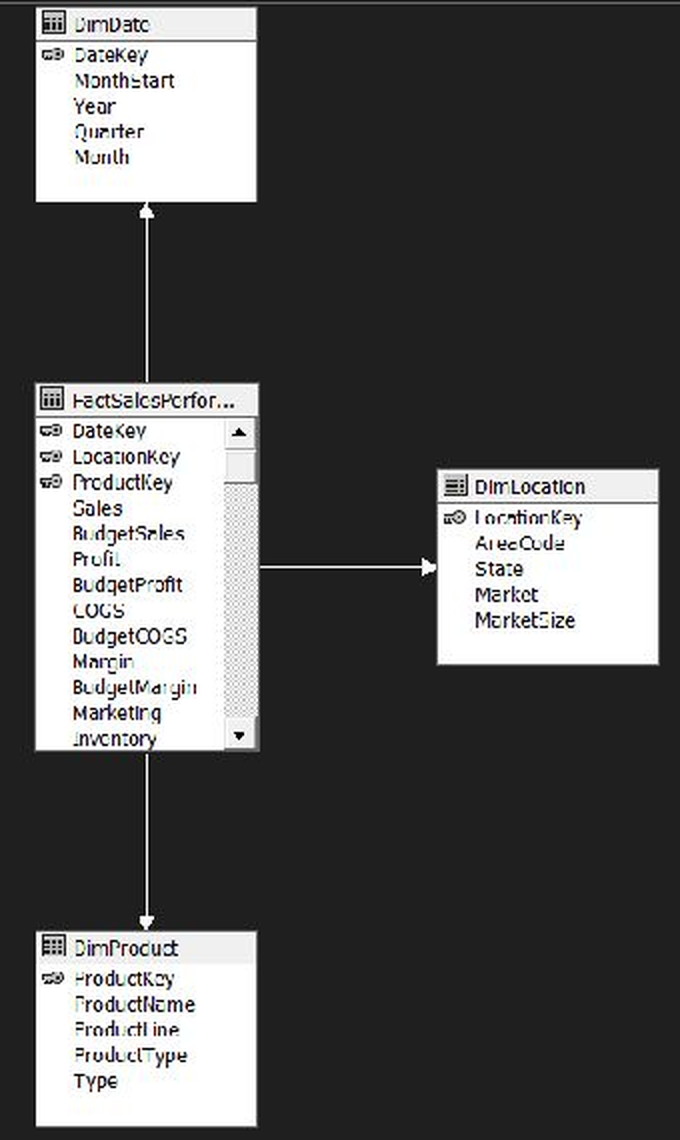 DimDate
DateKey
MonthStart
Year
Quarter
Month
FactSalesPerfor...
DateKey
LocationKey
ProductKey
Sales
BudgetSales
Profit
BudgetProfit
COGS
BudgetCOGS
Margin
BudgetMargin
Marketing
Inventory
DimLocation
LocationKey
AreaCode
State
Market
MarketSize
DimProduct
ProductKey
ProductName
ProductLine
ProductType
Type